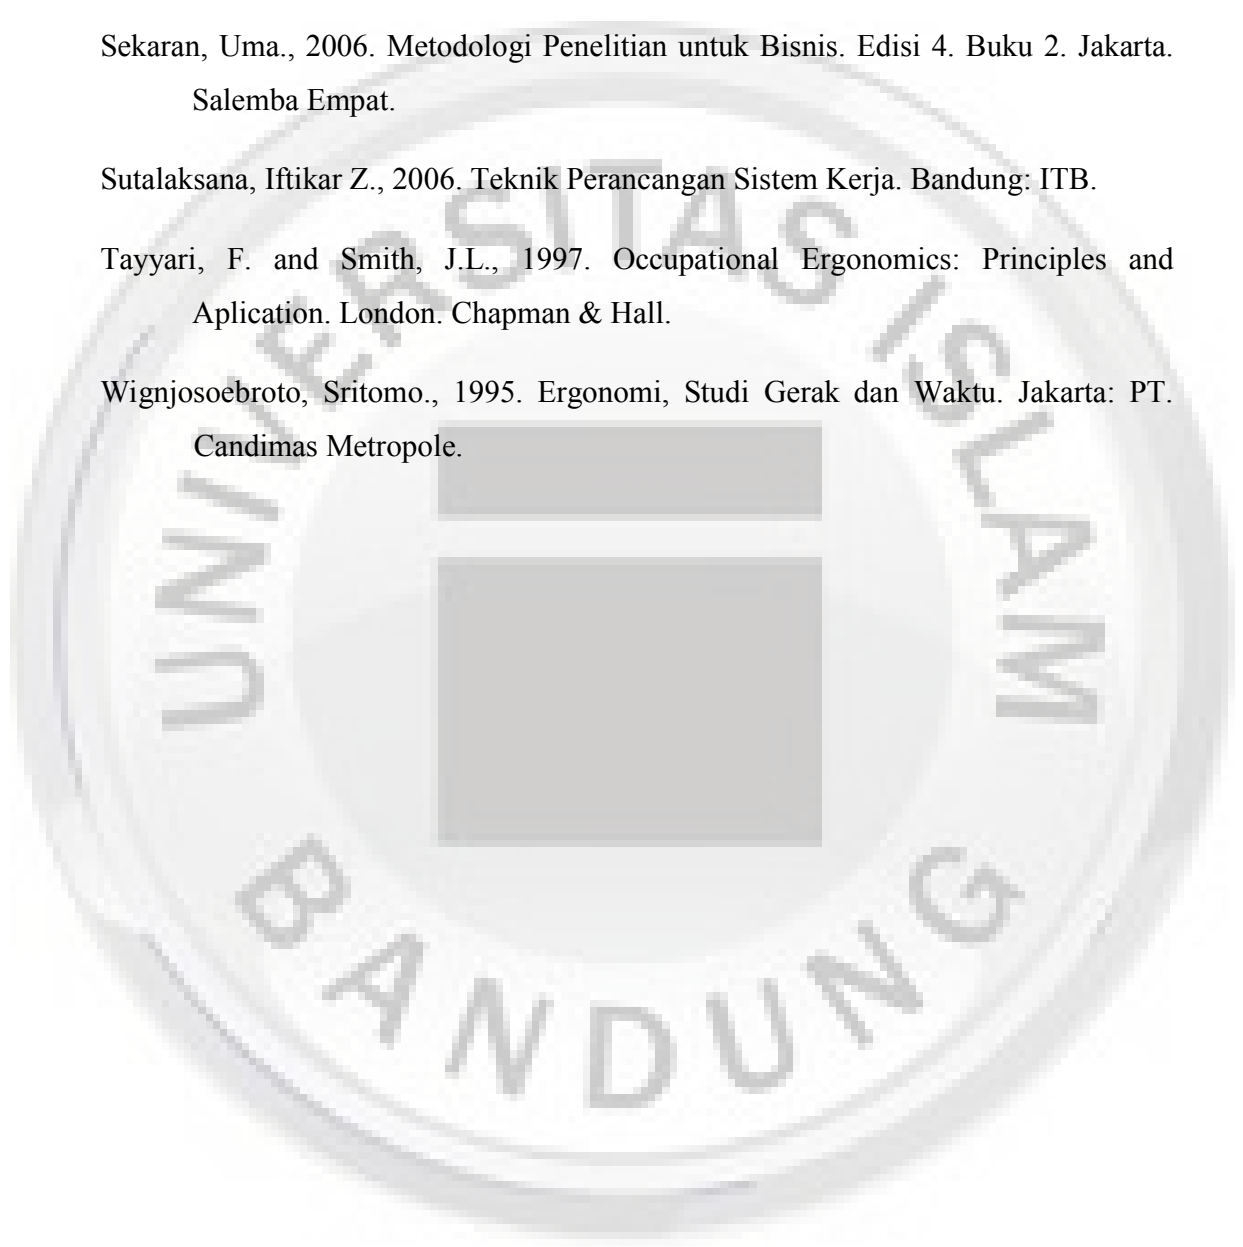 Sekaran, Uma., 2006. Metodologi Penelitian untuk Bisnis. Edisi 4. Buku 2. Jakarta.
Salemba Empat.
Sutalaksana, Iftikar Z., 2006. Teknik Perancangan Sistem Kerja. Bandung: ITB.
Tayyari, F. and Smith, J.L., 1997. Occupational Ergonomics: Principles and
Aplication. London. Chapman & Hall.
Wignjosoebroto, Sritomo., 1995. Ergonomi, Studi Gerak dan Waktu. Jakarta: PT.
Candimas Metropole.
UNIVERSITAS ISLAM
BANDUNG